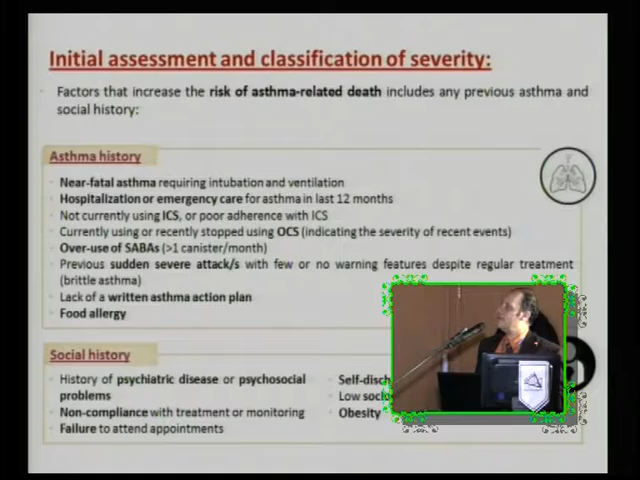 Initial assessment and classification of severity:
Factors that increase the risk of asthma-related death includes any previous asthma and
social history:
Asthma history
Near-fatal asthma requiring intubation and ventilation
Hospitalization or emergency care for asthma in last 12 months
Not currently using ICS, or poor adherence with ICS
Currently using or recently stopped using OCS (indicating the severity of recent events)
Over-use of SABAs (>1 canister/month)
Previous sudden severe attack/s with few or no warning features despite regular treatment
(brittle asthma)
Lack of a written asthma action plan
Food allergy
Social history
History of psychiatric disease or psychosocial
problems
Non-compliance with treatment or monitoring
Failure to attend appointments
Low
Obesity